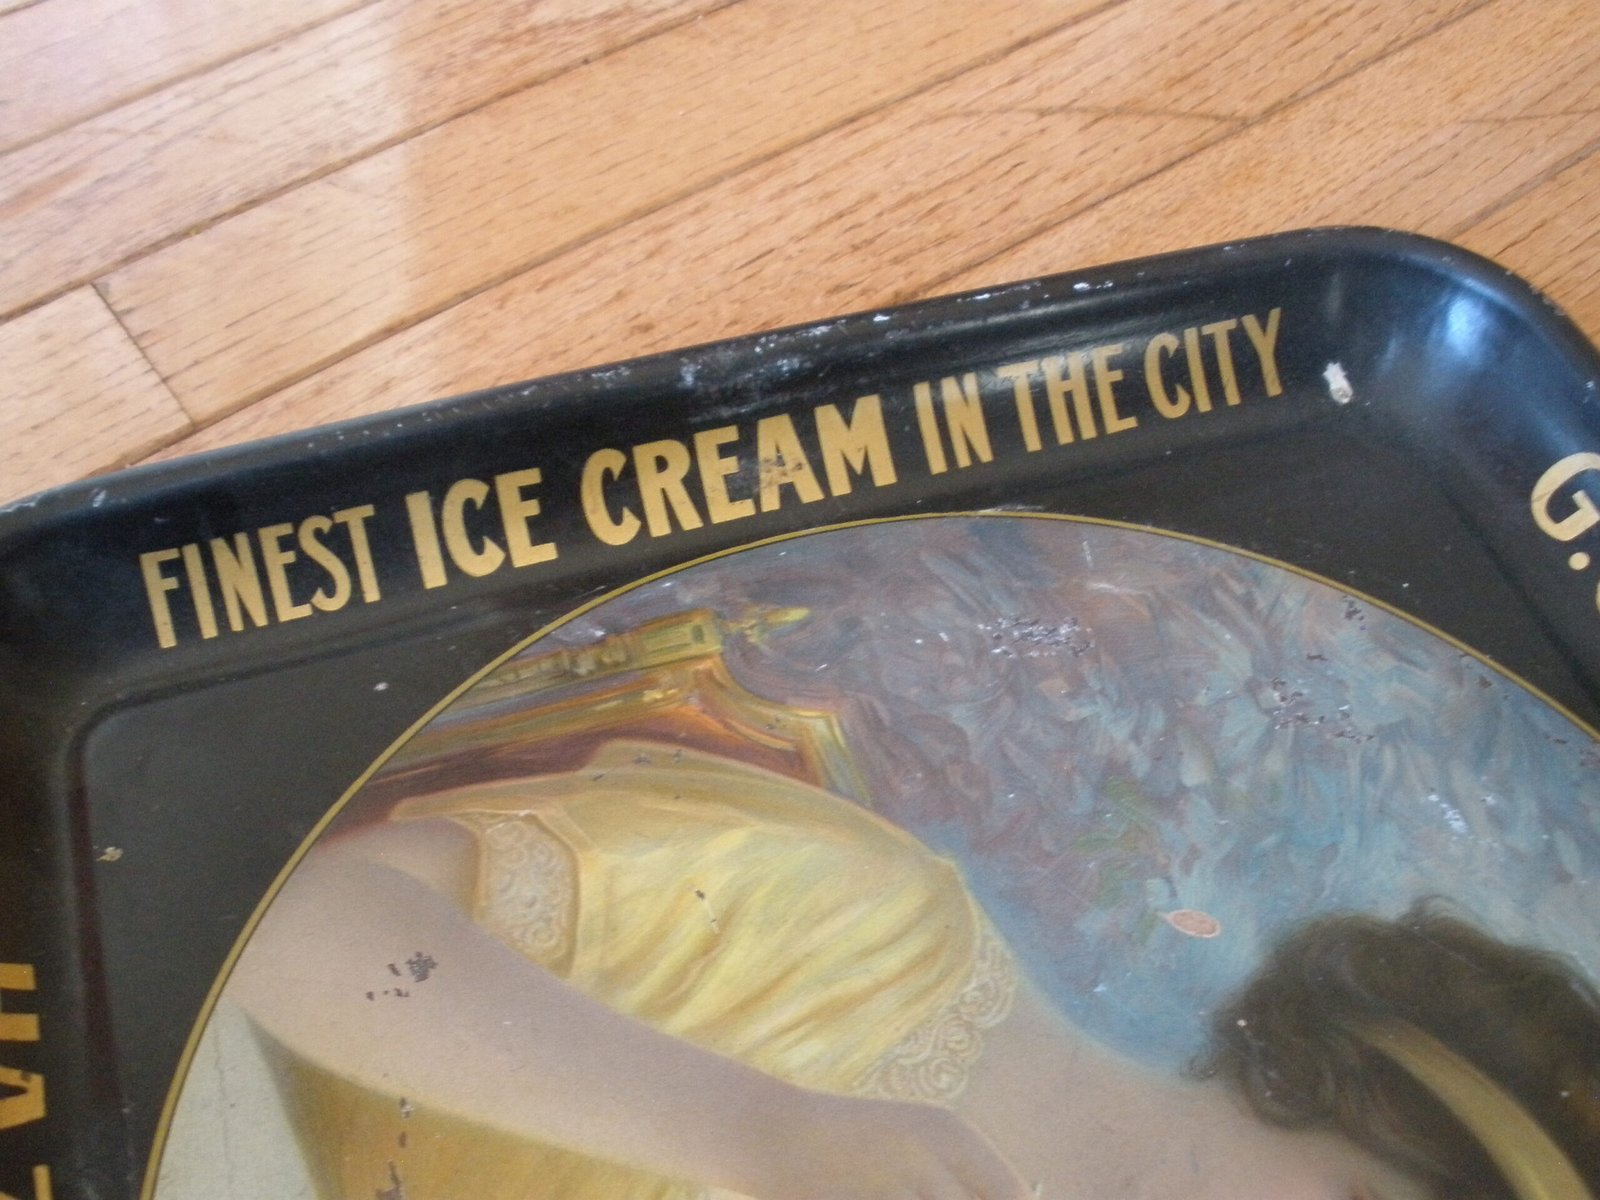 FINEST ICE CREAM IN THE CITY
G.